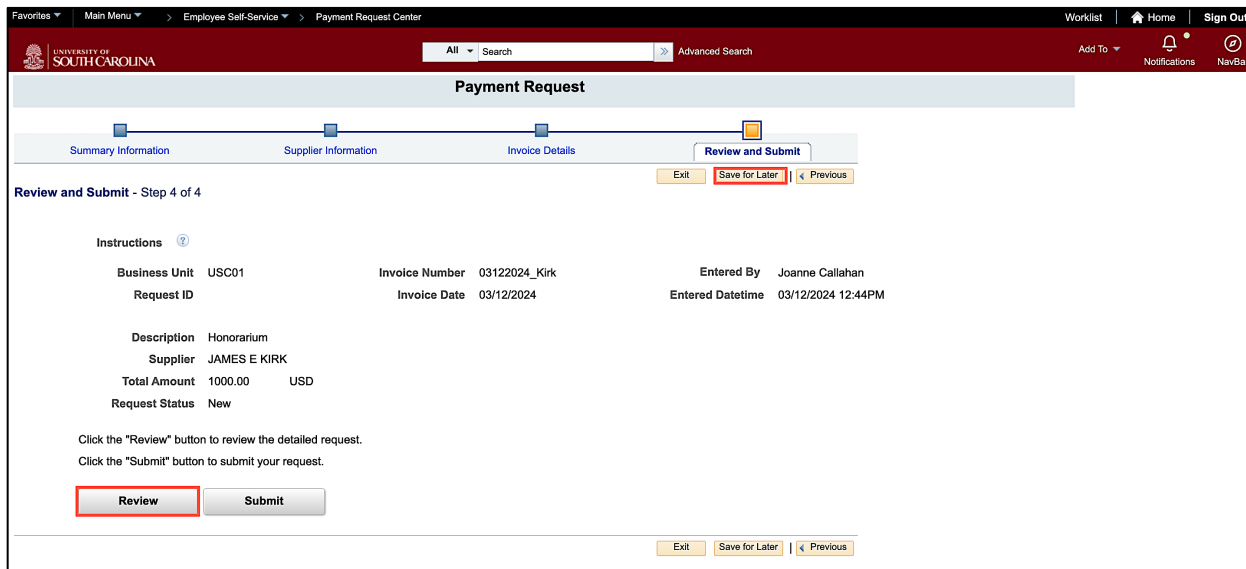 Favorites Main Menu > Employee Self-Service > Payment Request Center Worklist Home Sign Out
UNIVERSITY OF
SOUTH CAROLINA
All Search Advanced Search Add To
Notifications NavBa
Payment Request
Summary Information Supplier Information Invoice Details Review and Submit
Exit Save for Later | Previous
Review and Submit - Step 4 of 4
Instructions ?
Business Unit USC01 Invoice Number 03122024_Kirk Entered By Joanne Callahan
Request ID Invoice Date 03/12/2024 Entered Datetime 03/12/2024 12:44PM
Description Honorarium
Supplier JAMES E KIRK
Total Amount 1000.00 USD
Request Status New
Click the "Review" button to review the detailed request.
Click the "Submit" button to submit your request.
Review Submit
Exit Save for Later | Previous